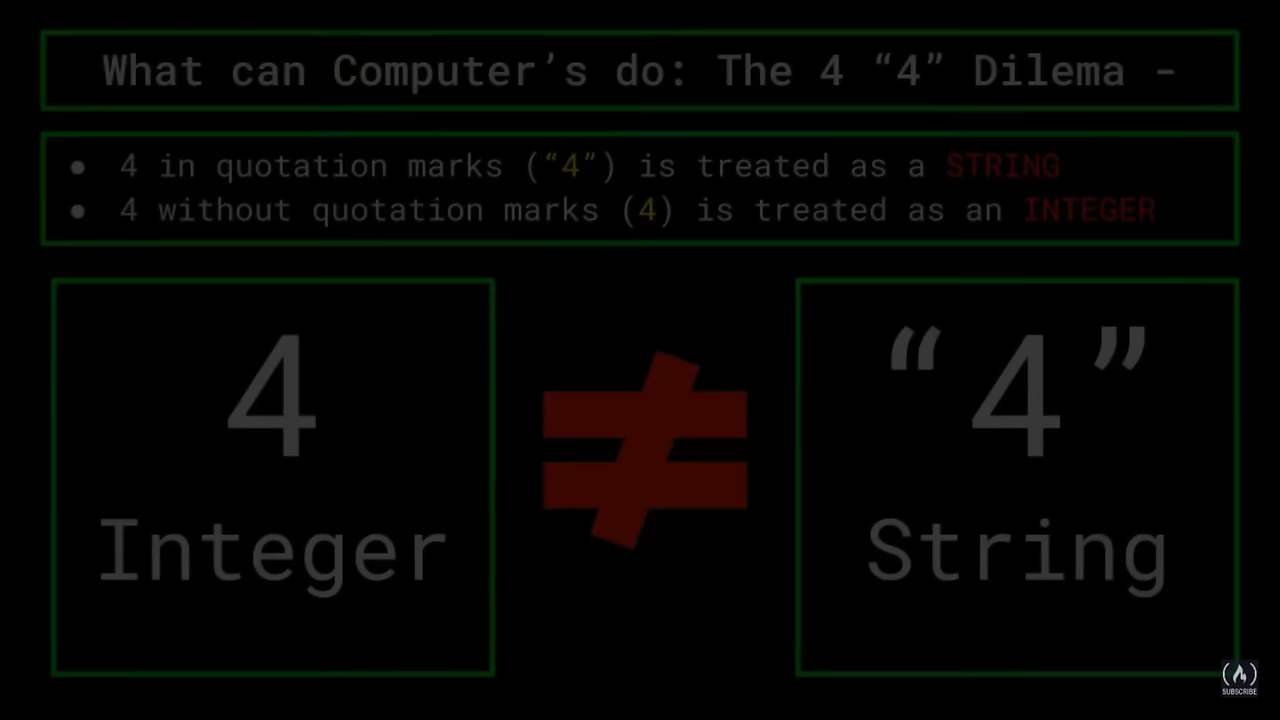 What can Computer’s do: The 4 “4” Dilema -
● 4 in quotation marks (“4”) is treated as a STRING
● 4 without quotation marks (4) is treated as an INTEGER
4
Integer
≠
“4”
String
SUBSCRIBE